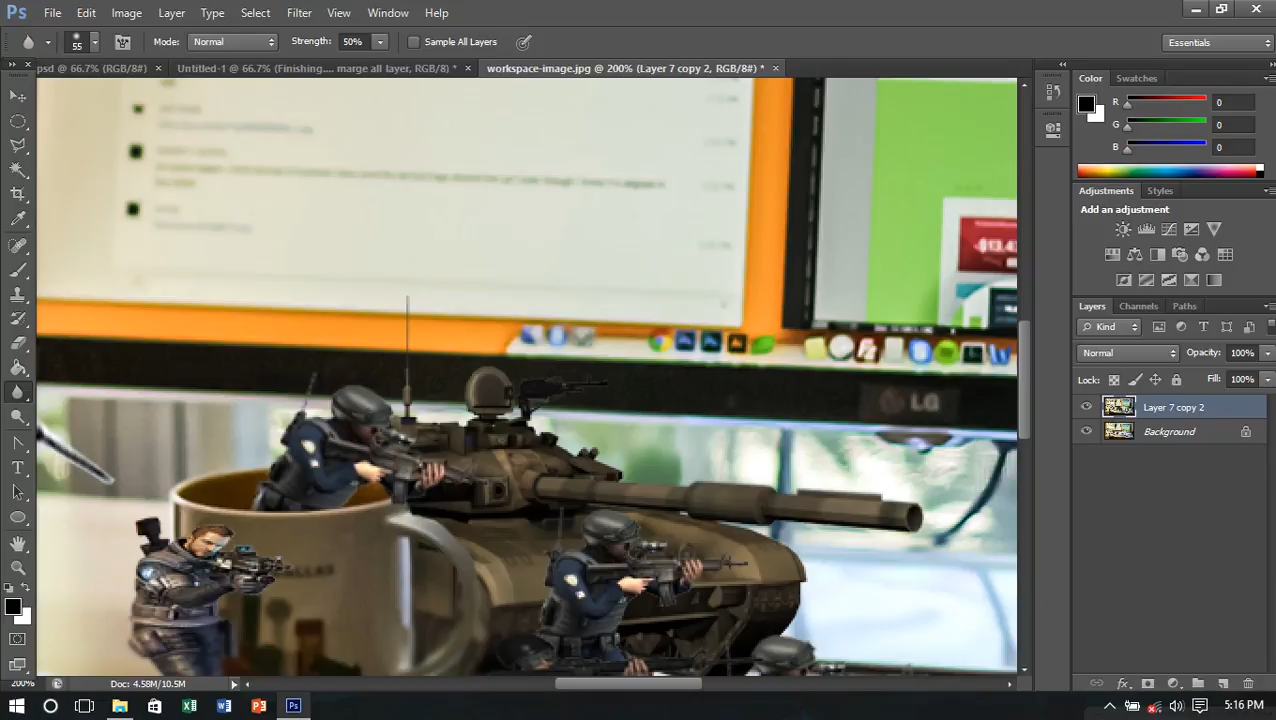 Ps File Edit Image Layer Type Select Filter View Window Help
55 Mode: Normal Strength: 50% Sample All Layers Essentials
psd @ 66.7% (RGB/8#) × Untitled-1 @ 66.7% (Finishing.... marge all layer, RGB/8) * × workspace-image.jpg @ 200% (Layer 7 copy 2, RGB/8#) * ×
Color Swatches
R 0
G 0
B 0
Adjustments Styles
Add an adjustment
Layers Channels Paths
Kind
Normal Opacity: 100%
Lock: Fill: 100%
Layer 7 copy 2
Background
LG
200% Doc: 4.58M/10.5M
5:16 PM